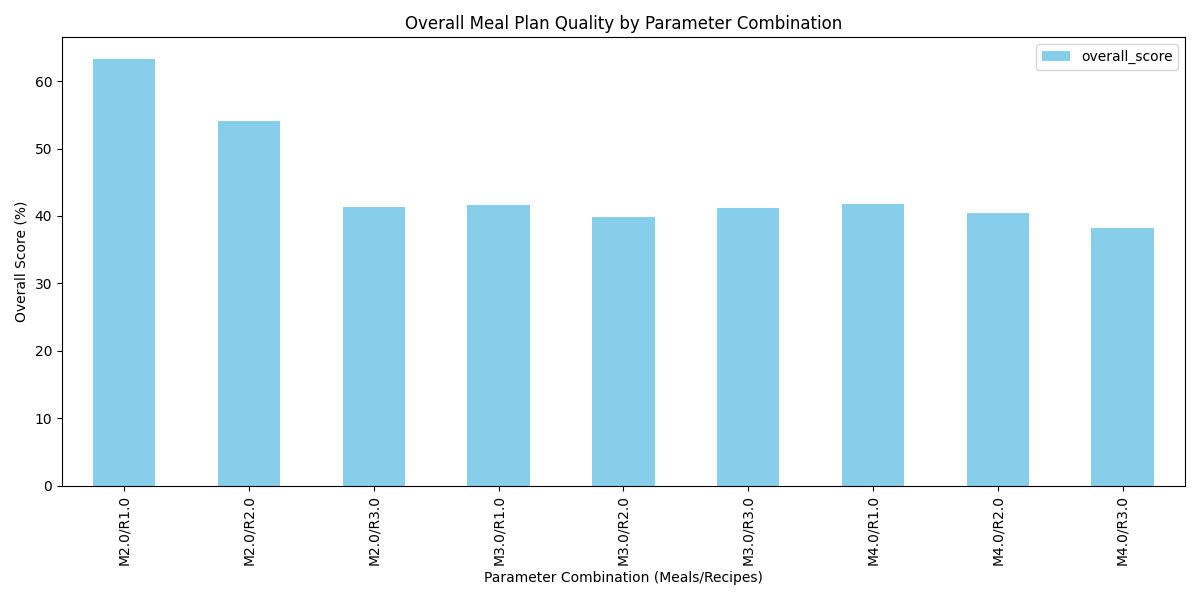 Overall Meal Plan Quality by Parameter Combination
overall_score
Overall Score (%)
60
50
40
30
20
10
0
M2.0/R1.0
M2.0/R2.0
M2.0/R3.0
M3.0/R1.0
M3.0/R2.0
M3.0/R3.0
M4.0/R1.0
M4.0/R2.0
M4.0/R3.0
Parameter Combination (Meals/Recipes)